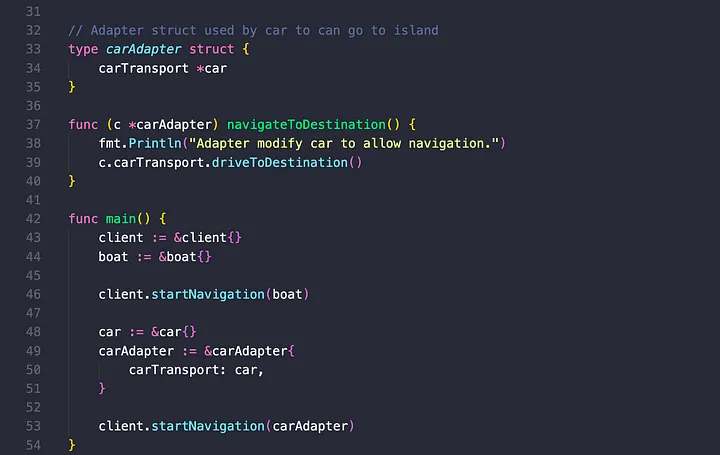 31
32 // Adapter struct used by car to can go to island
33 type carAdapter struct {
34     carTransport *car
35 }
36
37 func (c *carAdapter) navigateToDestination() {
38     fmt.Println("Adapter modify car to allow navigation.")
39     c.carTransport.driveToDestination()
40 }
41
42 func main() {
43     client := &client{}
44     boat := &boat{}
45
46     client.startNavigation(boat)
47
48     car := &car{}
49     carAdapter := &carAdapter{
50         carTransport: car,
51     }
52
53     client.startNavigation(carAdapter)
54 }